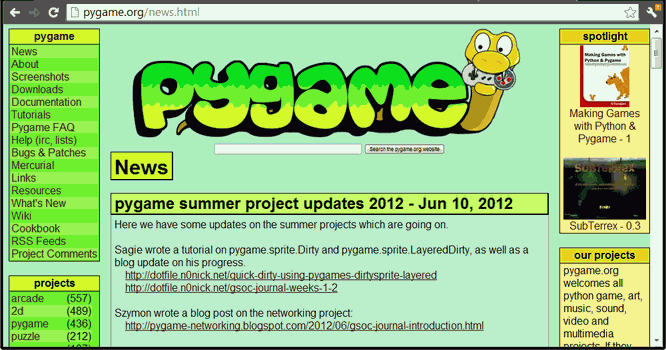 pygame.org/news.html
pygame
News
About
Screenshots
Downloads
Documentation
Tutorials
Pygame FAQ
Help (irc, lists)
Bugs & Patches
Mercurial
Links
Resources
What's New
Wiki
Cookbook
RSS Feeds
Project Comments
projects
arcade (557)
2d (489)
pygame (436)
puzzle (212)
pygame
Search the pygame.org website
News
pygame summer project updates 2012 - Jun 10, 2012
Here we have some updates on the summer projects which are going on.
Sagie wrote a tutorial on pygame.sprite.Dirty and pygame.sprite.LayeredDirty, as well as a
blog update on his progress.
http://dotfile.n0nick.net/quick-dirty-using-pygames-dirtysprite-layered
http://dotfile.n0nick.net/gsoc-journal-weeks-1-2
Szymon wrote a blog post on the networking project:
http://pygame-networking.blogspot.com/2012/06/gsoc-journal-introduction.html
spotlight
Making Games with
Python & Pygame
Making Games
with Python &
Pygame - 1
SubTerrex
SubTerrex - 0.3
our projects
pygame.org
welcomes all
python game, art,
music, sound,
video and
multimedia
projects. If they